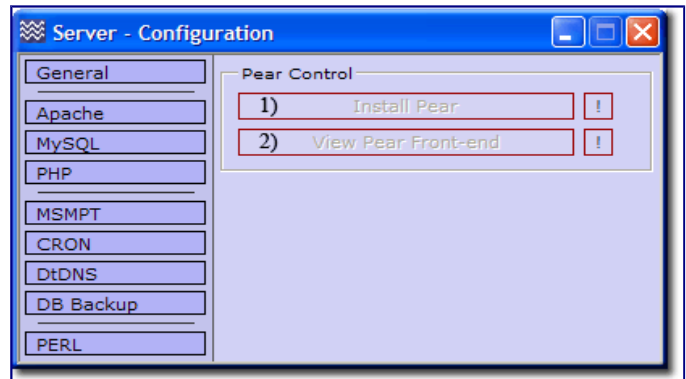 Server - Configuration
General
Apache
MySQL
PHP
MSMPT
CRON
DtDNS
DB Backup
PERL
Pear Control
1) Install Pear !
2) View Pear Front-end !